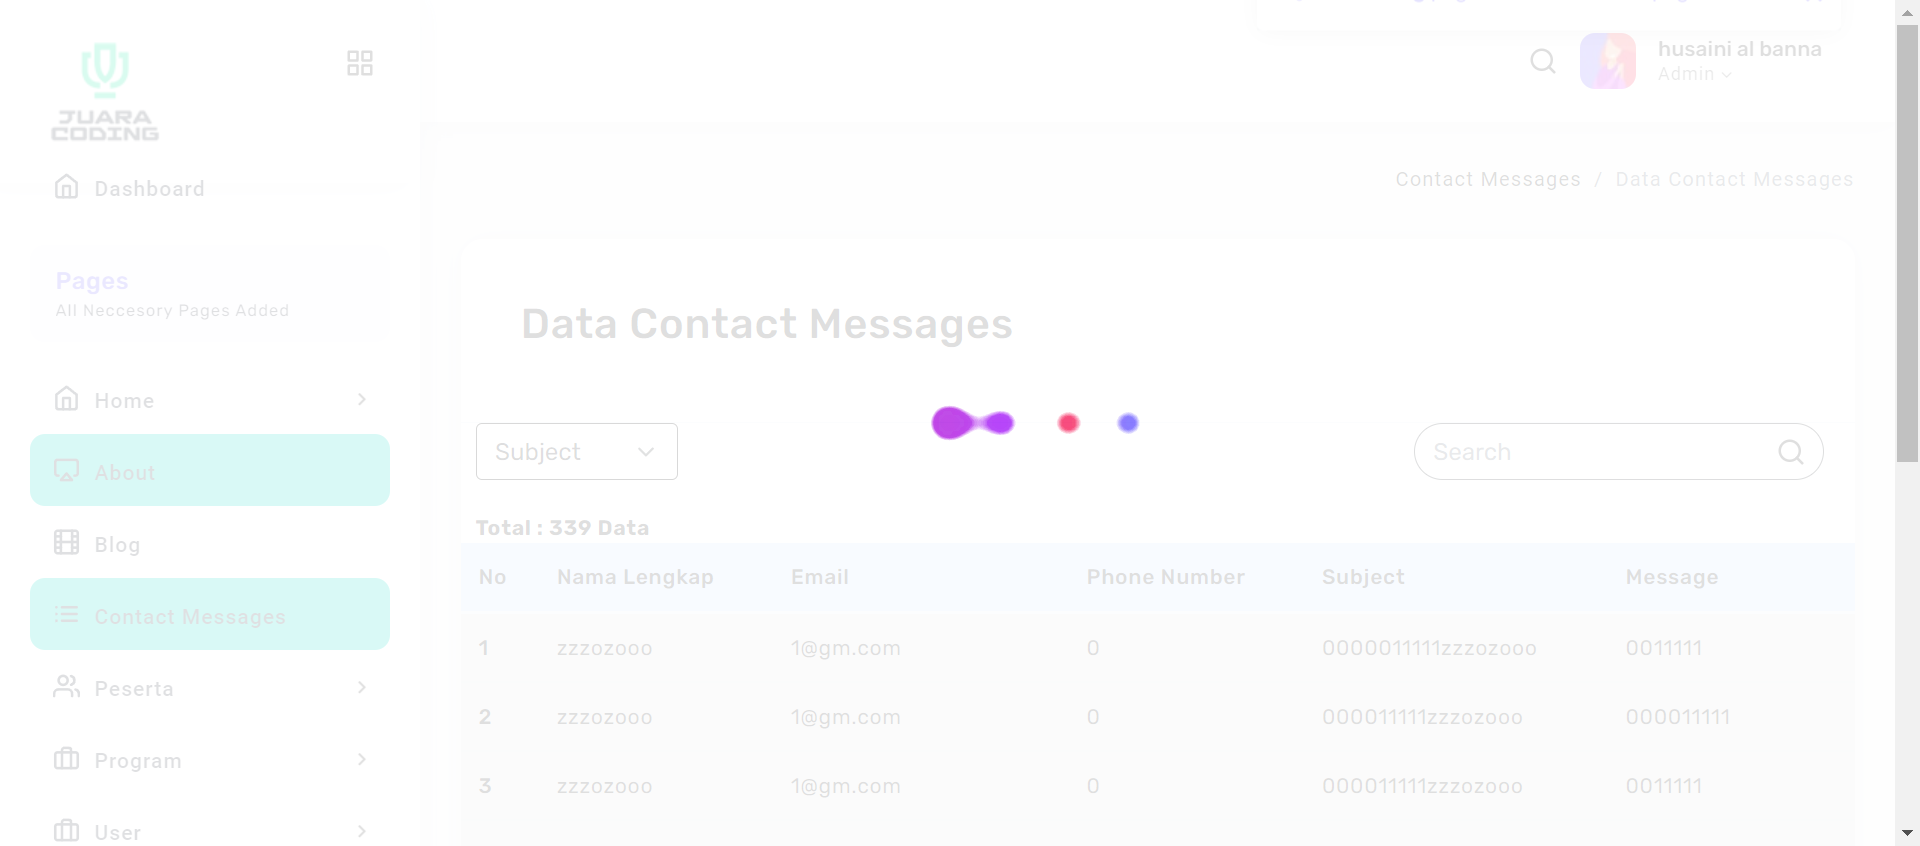 husaini al banna
Admin
JUARA
CODING
Dashboard
Contact Messages / Data Contact Messages
Pages
All Neccesory Pages Added
Data Contact Messages
Home
About
Subject
Search
Blog
Total : 339 Data
No Nama Lengkap Email Phone Number Subject Message
Contact Messages
1 zzzozooo 1@gm.com 0 0000011111zzzozooo 0011111
Peserta
2 zzzozooo 1@gm.com 0 000011111zzzozooo 000011111
Program
3 zzzozooo 1@gm.com 0 000011111zzzozooo 0011111
User